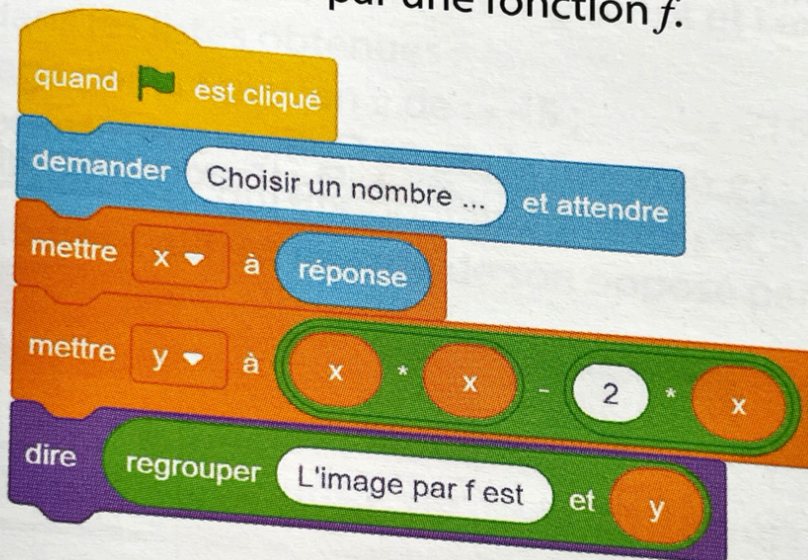 par une fonction f.
quand est cliqué
demander Choisir un nombre ... et attendre
mettre x à réponse
mettre y à x * x - 2 * x
dire regrouper L'image par f est et y